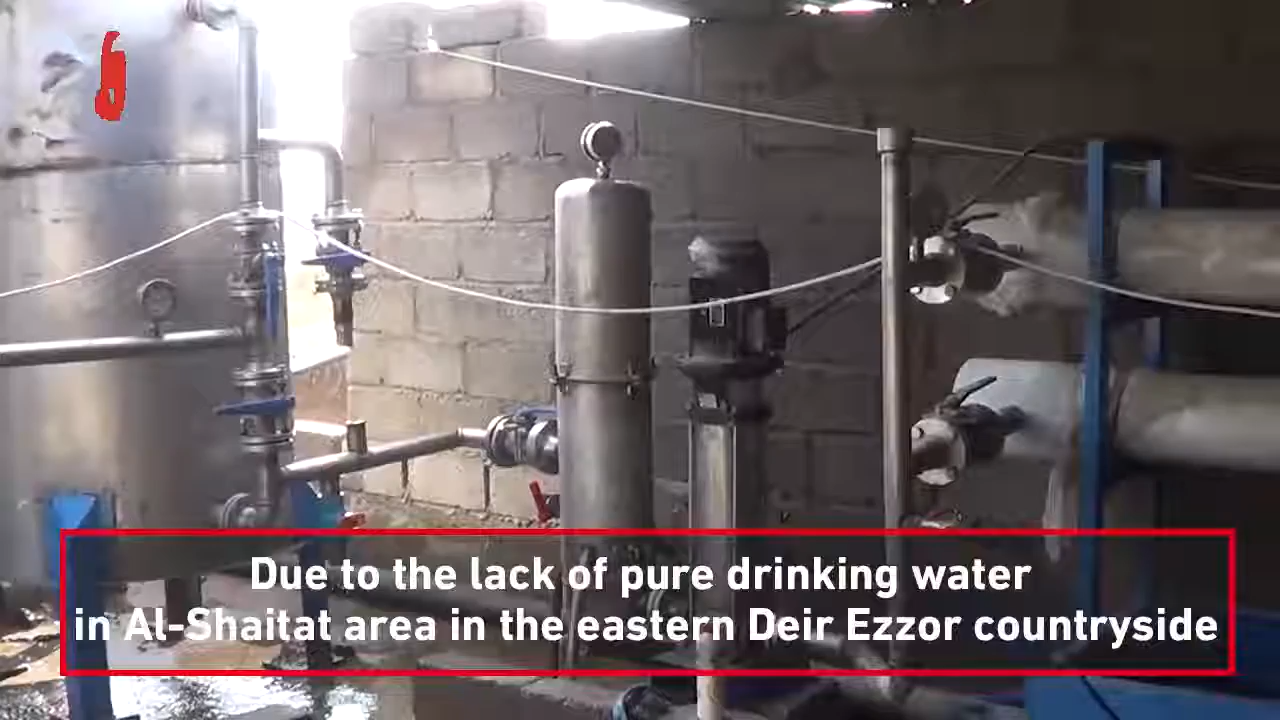 Due to the lack of pure drinking water
in Al-Shaitat area in the eastern Deir Ezzor countryside